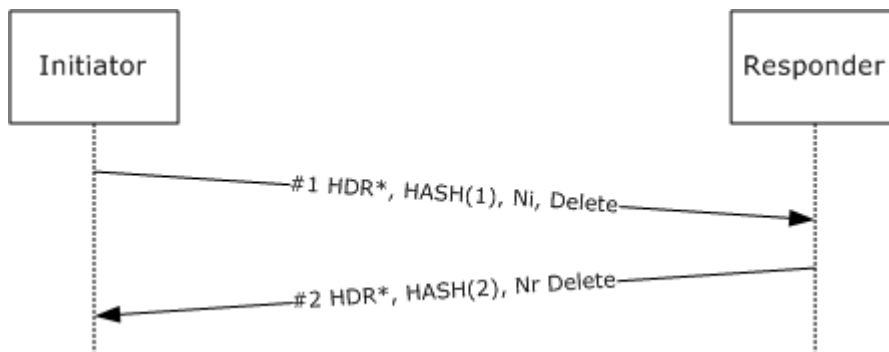 Initiator
Responder
#1 HDR*, HASH(1), Ni, Delete
#2 HDR*, HASH(2), Nr Delete